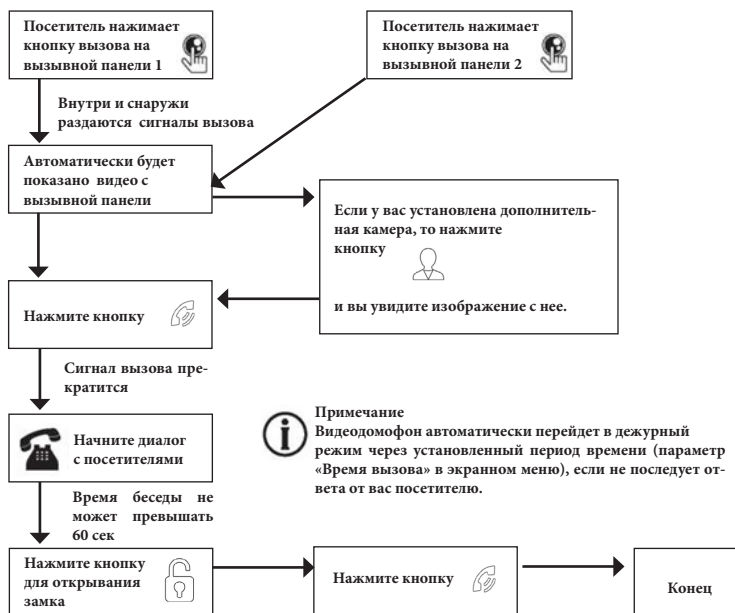 Посетитель нажимает
кнопку вызова на
вызывной панели 1
Посетитель нажимает
кнопку вызова на
вызывной панели 2
Внутри и снаружи
раздаются сигналы вызова
Автоматически будет
показано видео с
вызывной панели
Если у вас установлена дополнитель-
ная камера, то нажмите
кнопку
и вы увидите изображение с нее.
Нажмите кнопку
Сигнал вызова пре-
кратится
Начните диалог
с посетителями
Примечание
Видеодомофон автоматически перейдет в дежурный
режим через установленный период времени (параметр
«Время вызова» в экранном меню), если не последует от-
вета от вас посетителю.
Время беседы не
может превышать
60 сек
Нажмите кнопку
для открывания
замка
Нажмите кнопку
Конец